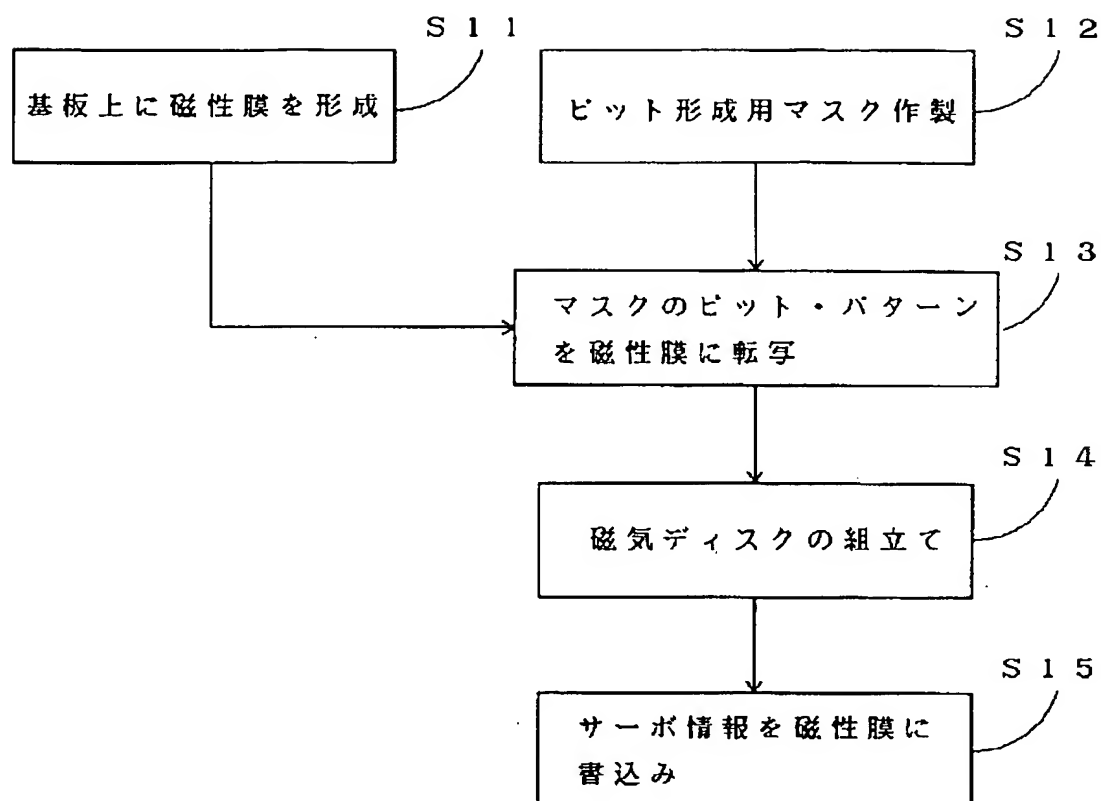 S11
S12
基板上に磁性膜を形成
ピット形成用マスク作製
S13
マスクのピット・パターン
を磁性膜に転写
S14
磁気ディスクの組立て
S15
サーボ情報を磁性膜に
書込み